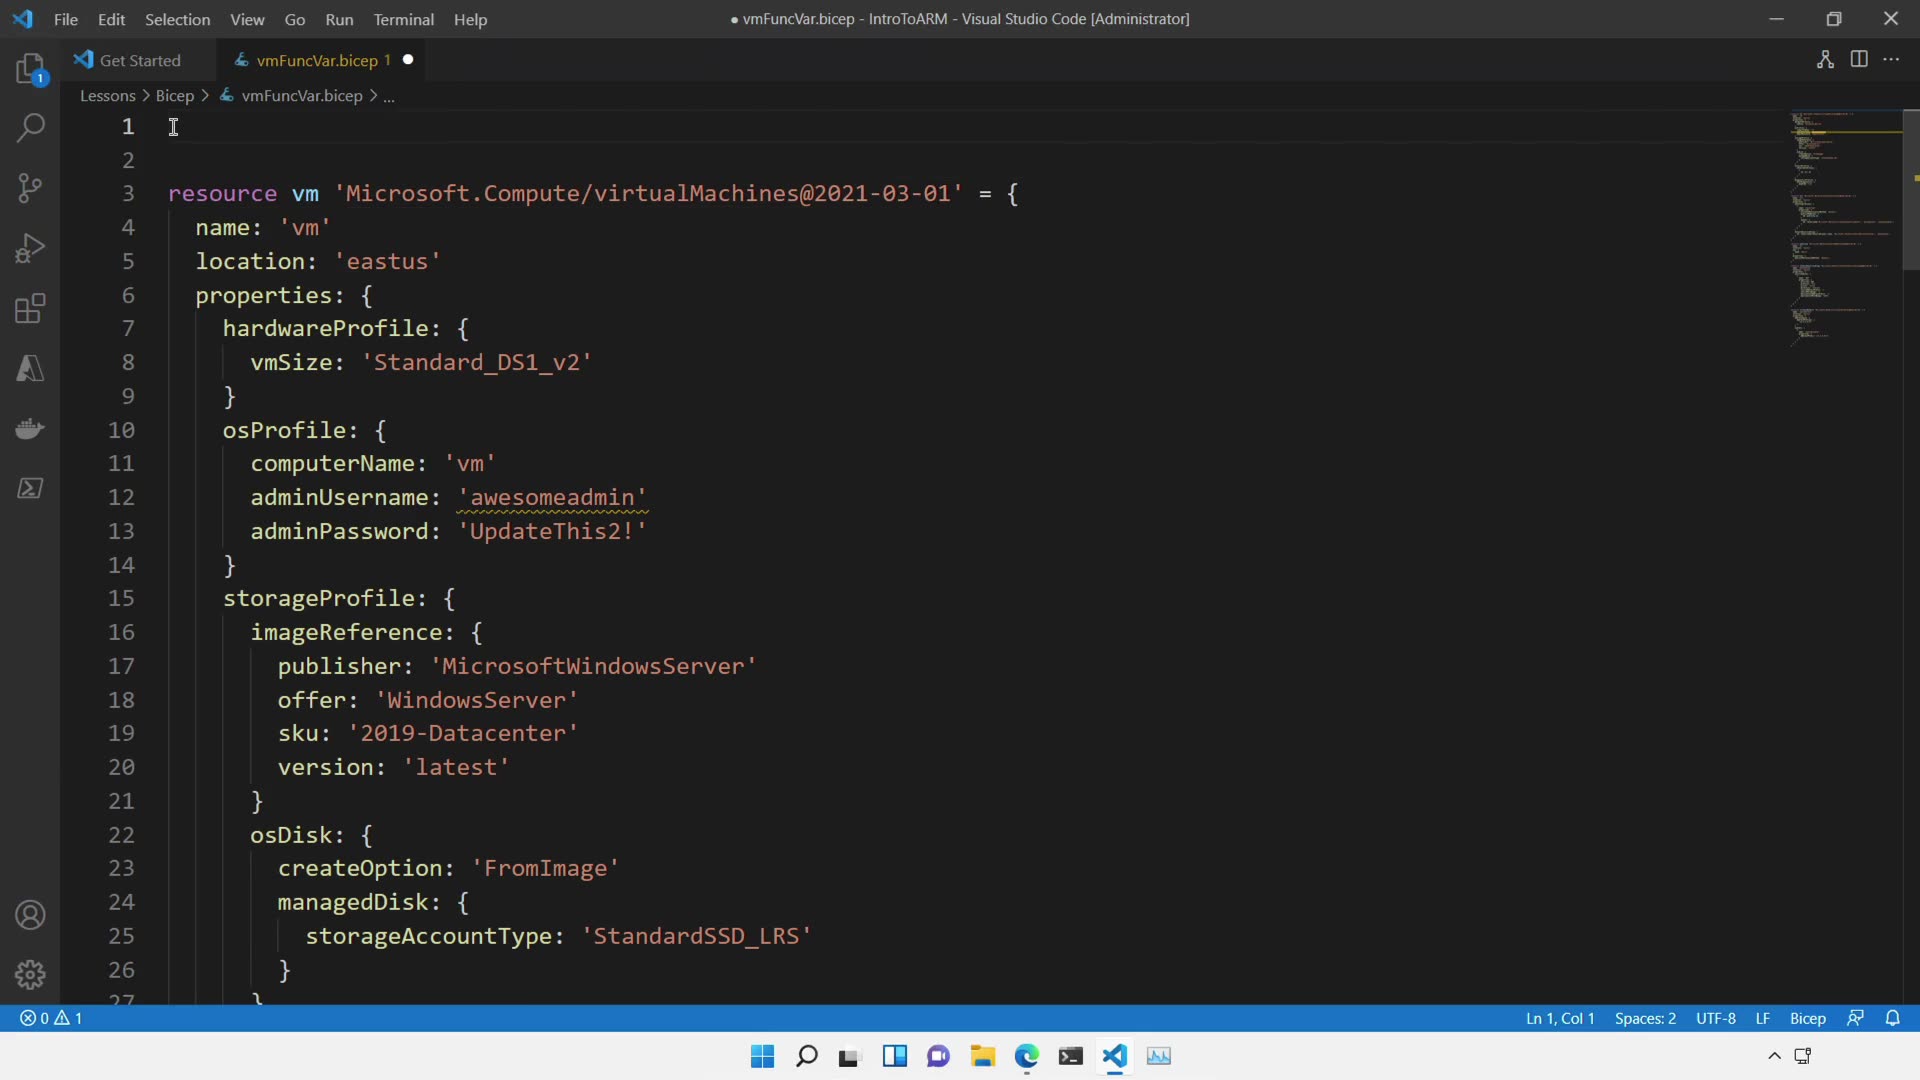 File Edit Selection View Go Run Terminal Help
● vmFuncVar.bicep - IntroToARM - Visual Studio Code [Administrator]
1
Get Started
vmFuncVar.bicep 1 ●
Lessons > Bicep > vmFuncVar.bicep > ...
1
2
3 resource vm 'Microsoft.Compute/virtualMachines@2021-03-01' = {
4 name: 'vm'
5 location: 'eastus'
6 properties: {
7 hardwareProfile: {
8 vmSize: 'Standard_DS1_v2'
9 }
10 osProfile: {
11 computerName: 'vm'
12 adminUsername: 'awesomeadmin'
13 adminPassword: 'UpdateThis2!'
14 }
15 storageProfile: {
16 imageReference: {
17 publisher: 'MicrosoftWindowsServer'
18 offer: 'WindowsServer'
19 sku: '2019-Datacenter'
20 version: 'latest'
21 }
22 osDisk: {
23 createOption: 'FromImage'
24 managedDisk: {
25 storageAccountType: 'StandardSSD_LRS'
26 }
27 }
0 1
Ln 1, Col 1 Spaces: 2 UTF-8 LF Bicep